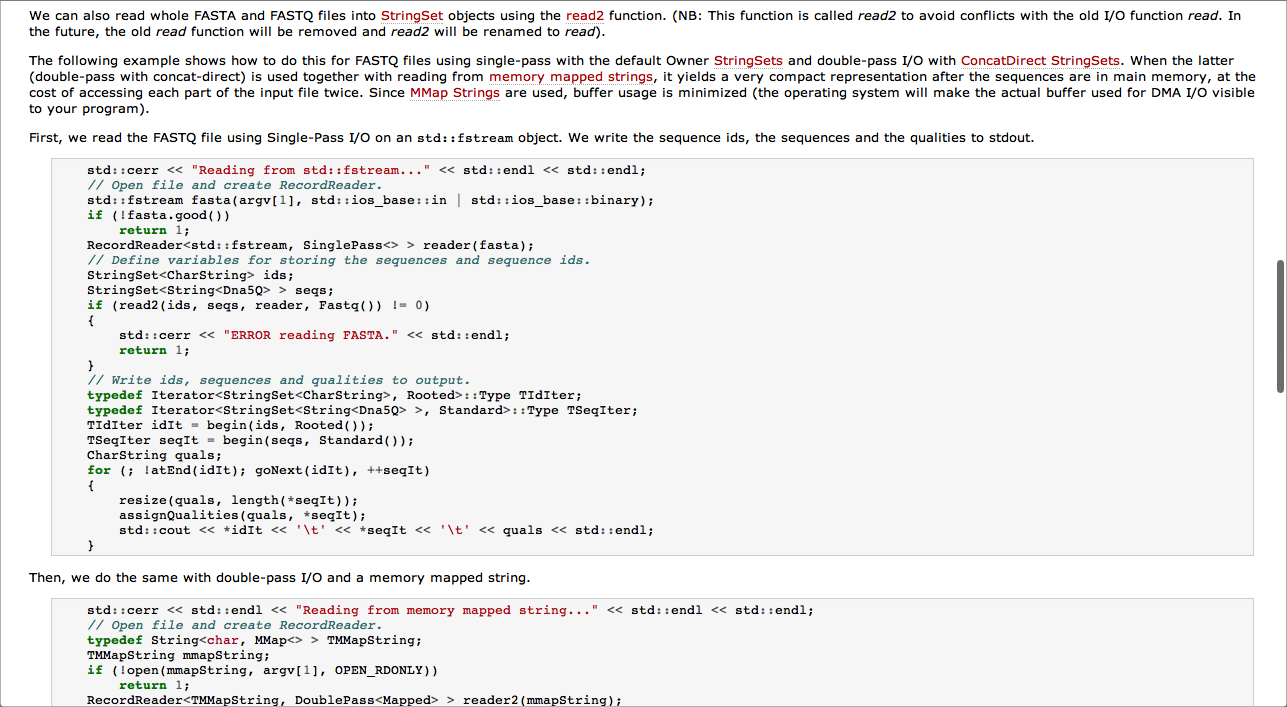 We can also read whole FASTA and FASTQ files into StringSet objects using the read2 function. (NB: This function is called read2 to avoid conflicts with the old I/O function read. In
the future, the old read function will be removed and read2 will be renamed to read).
The following example shows how to do this for FASTQ files using single-pass with the default Owner StringSets and double-pass I/O with ConcatDirect StringSets. When the latter
(double-pass with concat-direct) is used together with reading from memory mapped strings, it yields a very compact representation after the sequences are in main memory, at the
cost of accessing each part of the input file twice. Since MMap Strings are used, buffer usage is minimized (the operating system will make the actual buffer used for DMA I/O visible
to your program).
First, we read the FASTQ file using Single-Pass I/O on an std::fstream object. We write the sequence ids, the sequences and the qualities to stdout.
std::cerr << "Reading from std::fstream..." << std::endl << std::endl;
// Open file and create RecordReader.
std::fstream fasta(argv[1], std::ios_base::in | std::ios_base::binary);
if (!fasta.good())
    return 1;
RecordReader<std::fstream, SinglePass<> > reader(fasta);
// Define variables for storing the sequences and sequence ids.
StringSet<CharString> ids;
StringSet<String<Dna5Q> > seqs;
if (read2(ids, seqs, reader, Fastq()) != 0)
{
    std::cerr << "ERROR reading FASTA." << std::endl;
    return 1;
}
// Write ids, sequences and qualities to output.
typedef Iterator<StringSet<CharString>, Rooted>::Type TIdIter;
typedef Iterator<StringSet<String<Dna5Q> >, Standard>::Type TSeqIter;
TIdIter idIt = begin(ids, Rooted());
TSeqIter seqIt = begin(seqs, Standard());
CharString quals;
for (; !atEnd(idIt); goNext(idIt), ++seqIt)
{
    resize(quals, length(*seqIt));
    assignQualities(quals, *seqIt);
    std::cout << *idIt << '\t' << *seqIt << '\t' << quals << std::endl;
}
Then, we do the same with double-pass I/O and a memory mapped string.
std::cerr << std::endl << "Reading from memory mapped string..." << std::endl << std::endl;
// Open file and create RecordReader.
typedef String<char, MMap<> > TMMapString;
TMMapString mmapString;
if (!open(mmapString, argv[1], OPEN_RDONLY))
    return 1;
RecordReader<TMMapString, DoublePass<Mapped> > reader2(mmapString);